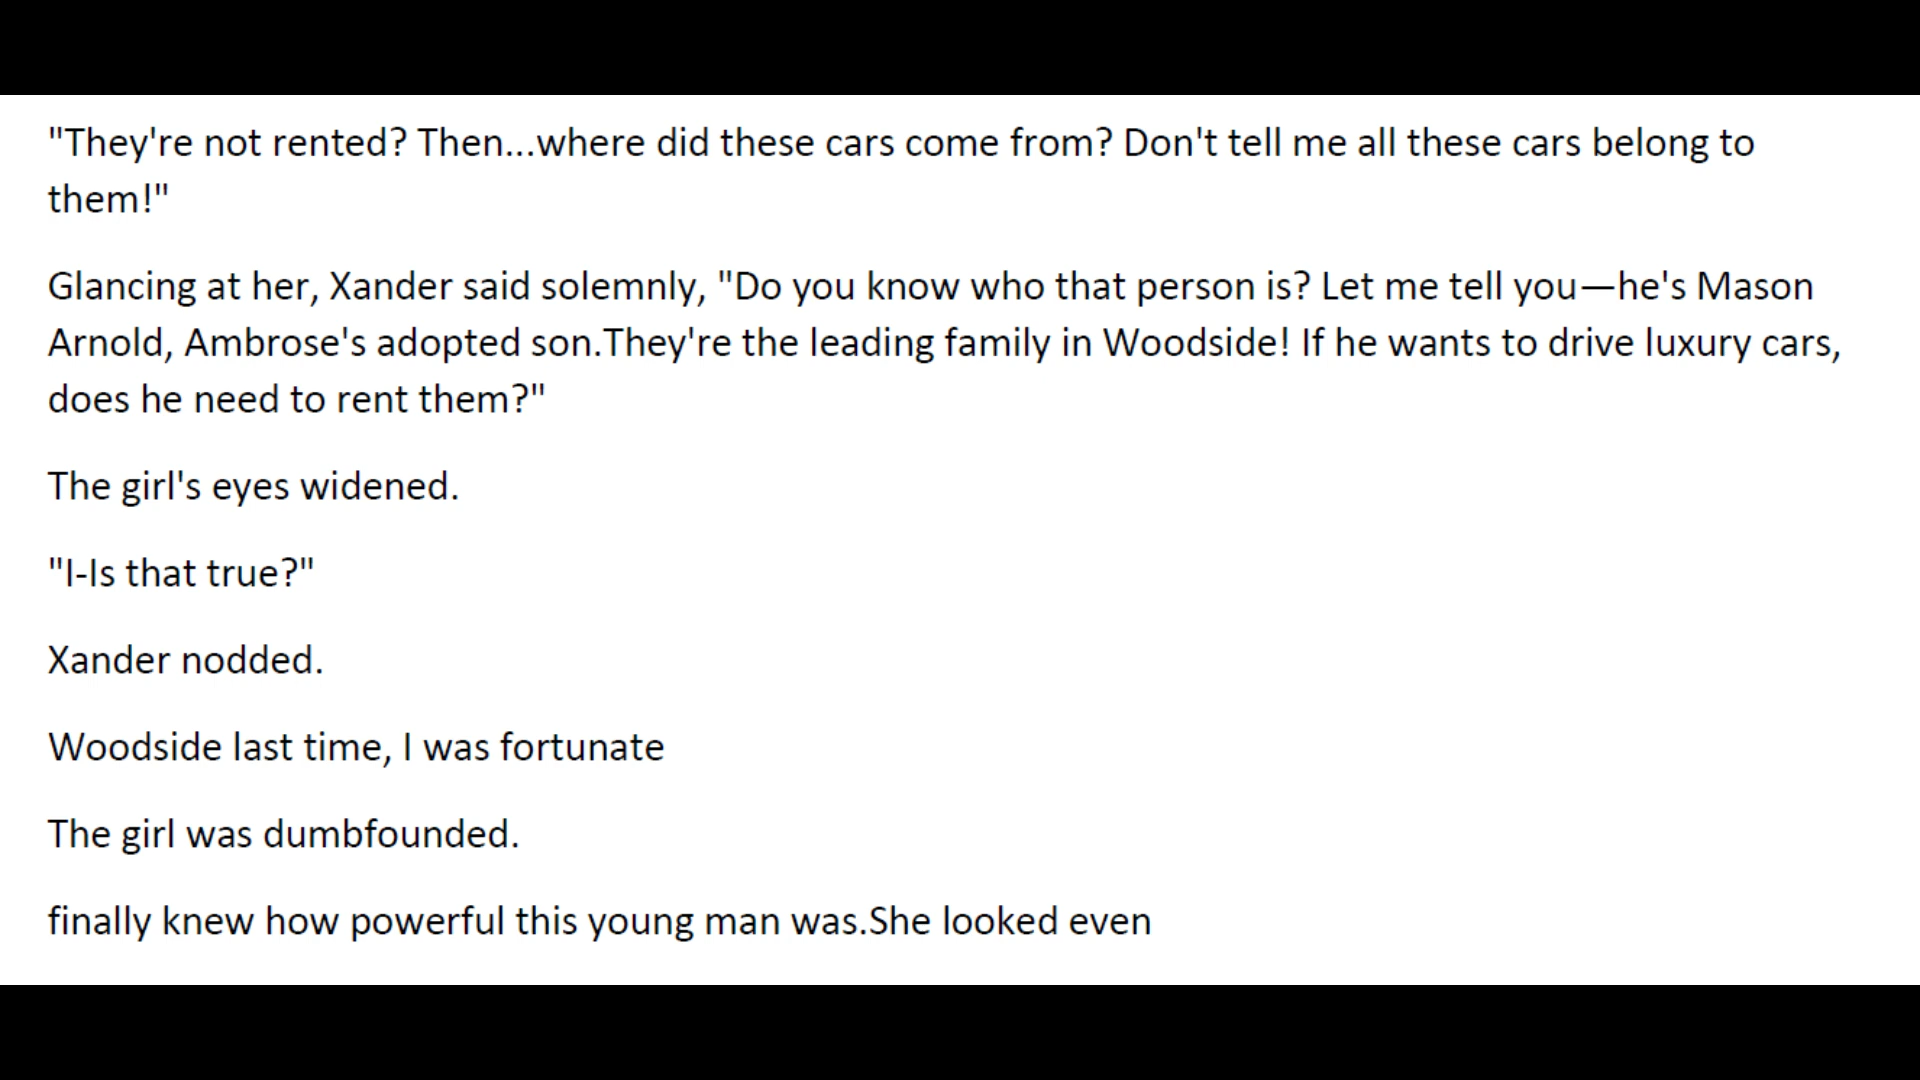 "They're not rented? Then...where did these cars come from? Don't tell me all these cars belong to
them!"
Glancing at her, Xander said solemnly, "Do you know who that person is? Let me tell you—he's Mason
Arnold, Ambrose's adopted son.They're the leading family in Woodside! If he wants to drive luxury cars,
does he need to rent them?"
The girl's eyes widened.
"I-Is that true?"
Xander nodded.
Woodside last time, I was fortunate
The girl was dumbfounded.
finally knew how powerful this young man was.She looked even